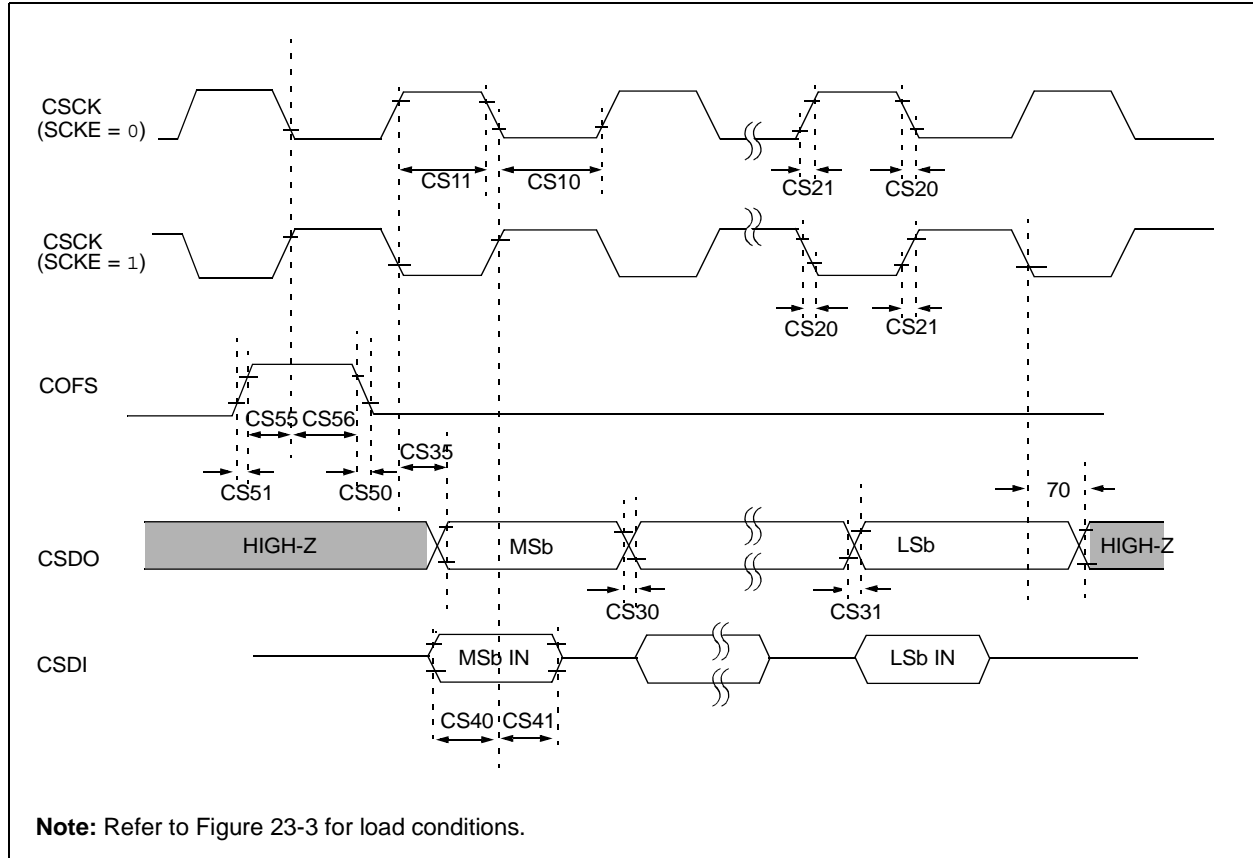 CSCK
(SCKE = 0)
CS11
CS10
CS21
CS20
CSCK
(SCKE = 1)
CS20
CS21
COFS
CS55
CS56
CS35
CS51
CS50
70
CSDO
HIGH-Z
MSb
LSb
HIGH-Z
CS30
CS31
CSDI
MSb IN
LSb IN
CS40
CS41
Note: Refer to Figure 23-3 for load conditions.